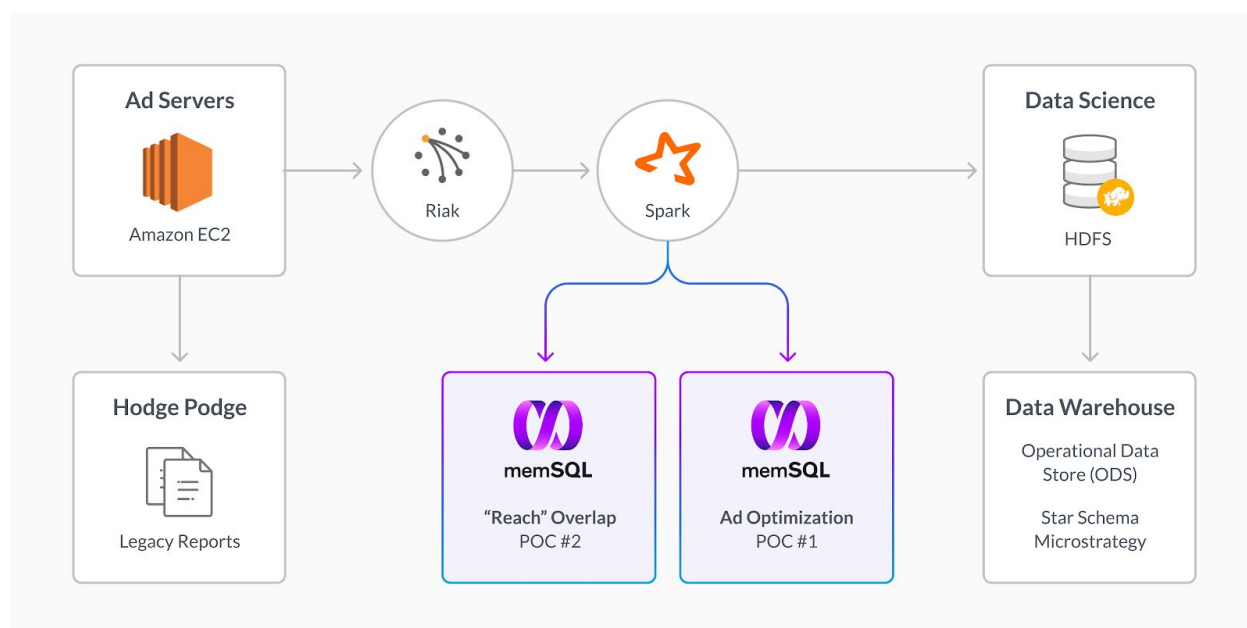 Ad Servers
Amazon EC2
Riak
Spark
Data Science
HDFS
Hodge Podge
Legacy Reports
memSQL
“Reach” Overlap
POC #2
memSQL
Ad Optimization
POC #1
Data Warehouse
Operational Data
Store (ODS)
Star Schema
Microstrategy